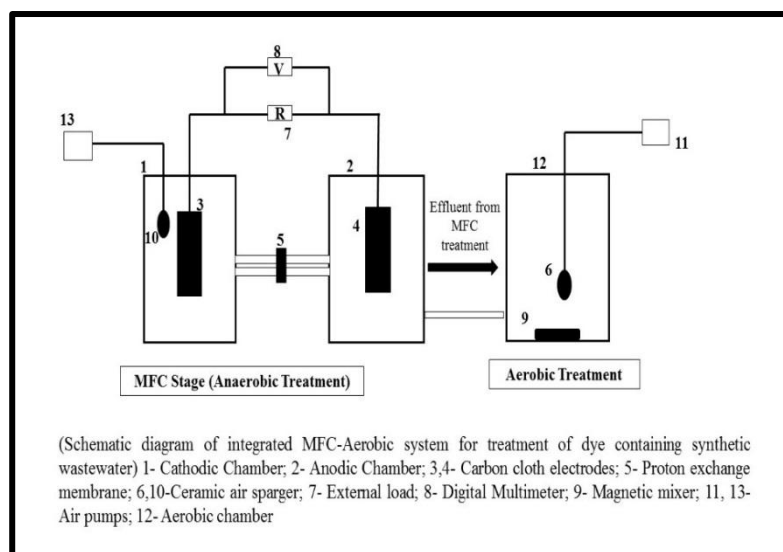 8
V
R
7
13
1
2
12
11
3
10
5
4
Effluent from
MFC
treatment
6
9
MFC Stage (Anaerobic Treatment)
Aerobic Treatment
(Schematic diagram of integrated MFC-Aerobic system for treatment of dye containing synthetic
wastewater) 1- Cathodic Chamber; 2- Anodic Chamber; 3,4- Carbon cloth electrodes; 5- Proton exchange
membrane; 6,10-Ceramic air sparger; 7- External load; 8- Digital Multimeter; 9- Magnetic mixer; 11, 13-
Air pumps; 12- Aerobic chamber